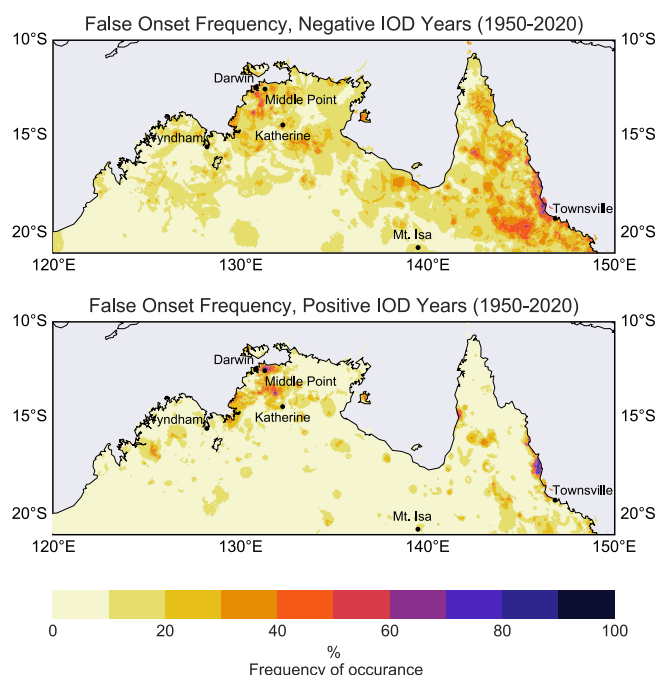 False Onset Frequency, Negative IOD Years (1950-2020)
10°S 10°S
Darwin
Middle Point
15°S Wyndham Katherine 15°S
Townsville
20°S Mt. Isa 20°S
120°E 130°E 140°E 150°E
False Onset Frequency, Positive IOD Years (1950-2020)
10°S 10°S
Darwin
Middle Point
15°S Wyndham Katherine 15°S
Townsville
20°S Mt. Isa 20°S
120°E 130°E 140°E 150°E
0 20 40 60 80 100
%
Frequency of occurance